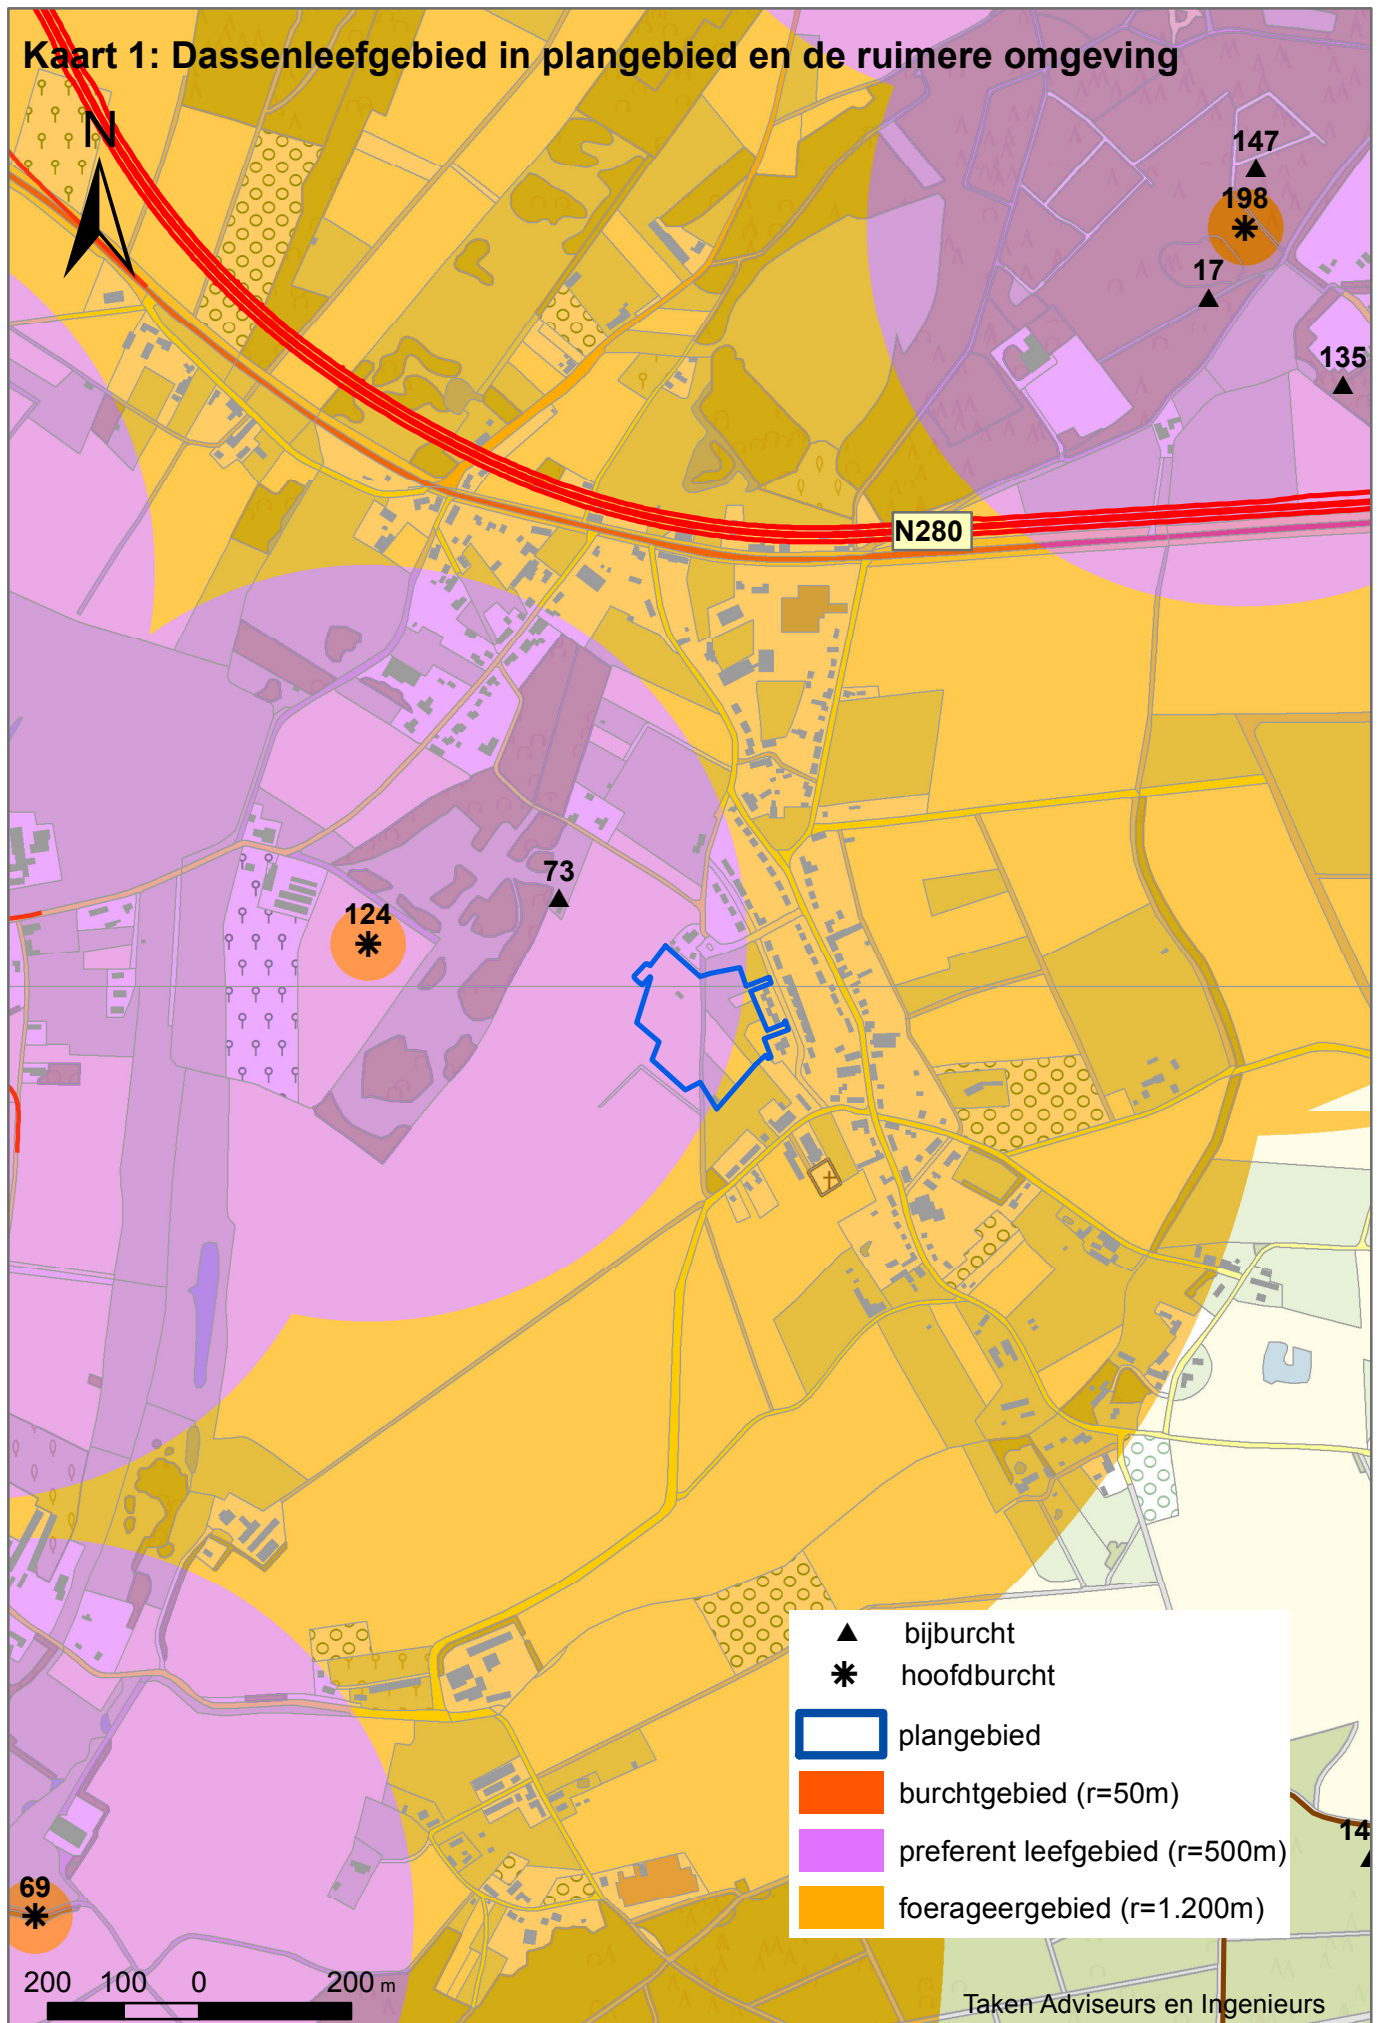 Kaart 1: Dassenleefgebied in plangebied en de ruimere omgeving
N
147
198
17
135
N280
73
124
bijburcht
hoofdburcht
plangebied
burchtgebied (r=50m)
preferent leefgebied (r=500m)
foerageergebied (r=1.200m)
14
69
200 100 0 200 m
Taken Adviseurs en Ingenieurs